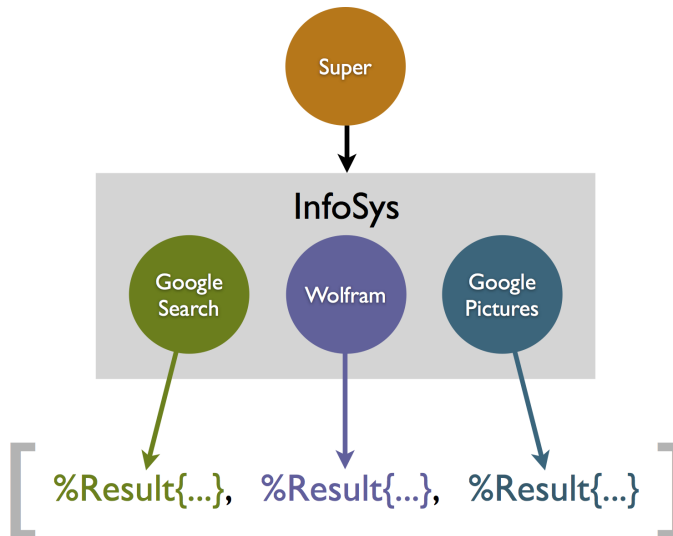 Super
InfoSys
Google
Search
Wolfram
Google
Pictures
[ %Result{...}, %Result{...}, %Result{...} ]